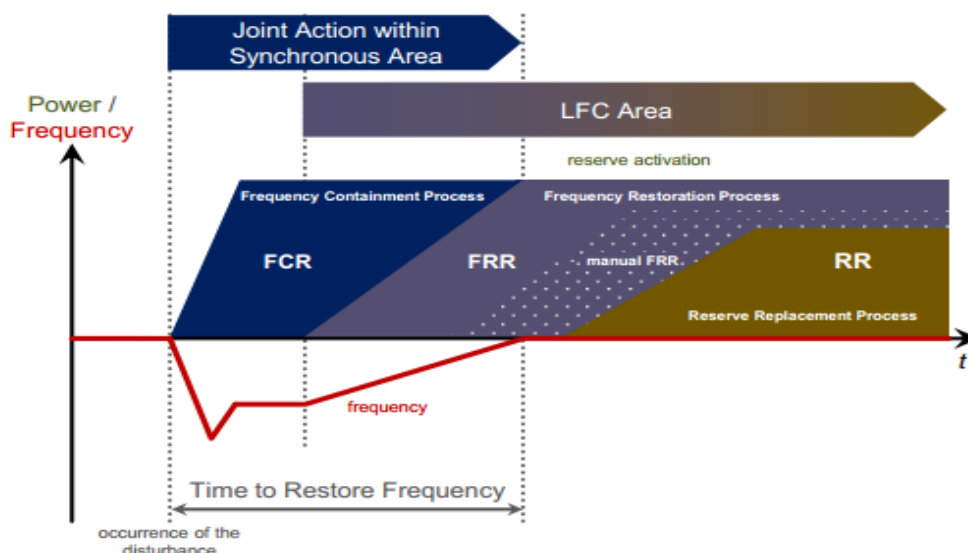 Joint Action within
Synchronous Area
LFC Area
Power /
Frequency
reserve activation
Frequency Containment Process
Frequency Restoration Process
FCR
FRR
manual FRR
RR
Reserve Replacement Process
t
frequency
Time to Restore Frequency
occurrence of the
disturbance